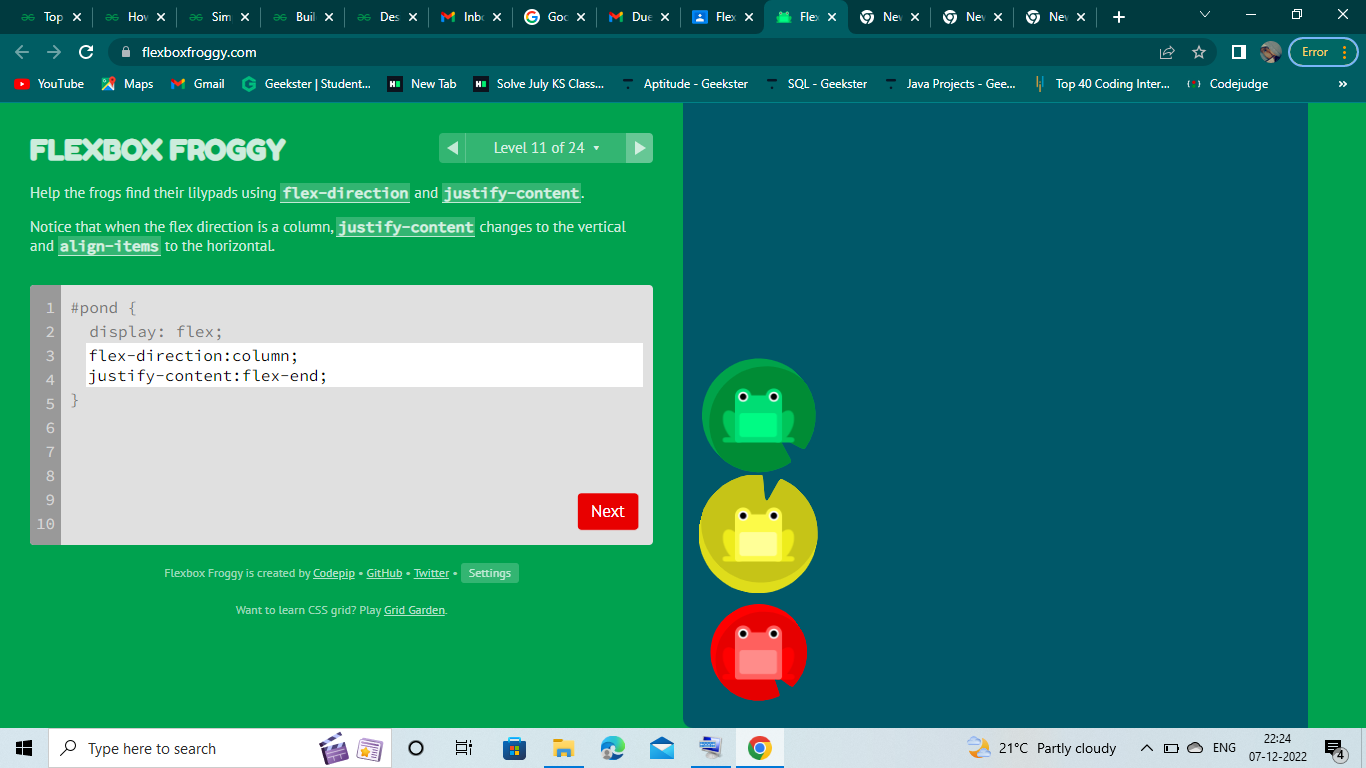 Top
How
Sim
Buil
Des
Inbo
Goo
Due
Flex
Flex
New
New
New
flexboxfroggy.com
Error
YouTube
Maps
Gmail
Geekster | Student...
New Tab
Solve July KS Class...
Aptitude - Geekster
SQL - Geekster
Java Projects - Gee...
Top 40 Coding Inter...
Codejudge
»
FLEXBOX FROGGY
Level 11 of 24
Help the frogs find their lilypads using flex-direction and justify-content.
Notice that when the flex direction is a column, justify-content changes to the vertical
and align-items to the horizontal.
1 #pond {
2 display: flex;
3 flex-direction:column;
4 justify-content:flex-end;
5 }
6
7
8
9
10
Next
Flexbox Froggy is created by Codepip • GitHub • Twitter • Settings
Want to learn CSS grid? Play Grid Garden.
Type here to search
21°C Partly cloudy
ENG
22:24
07-12-2022
4